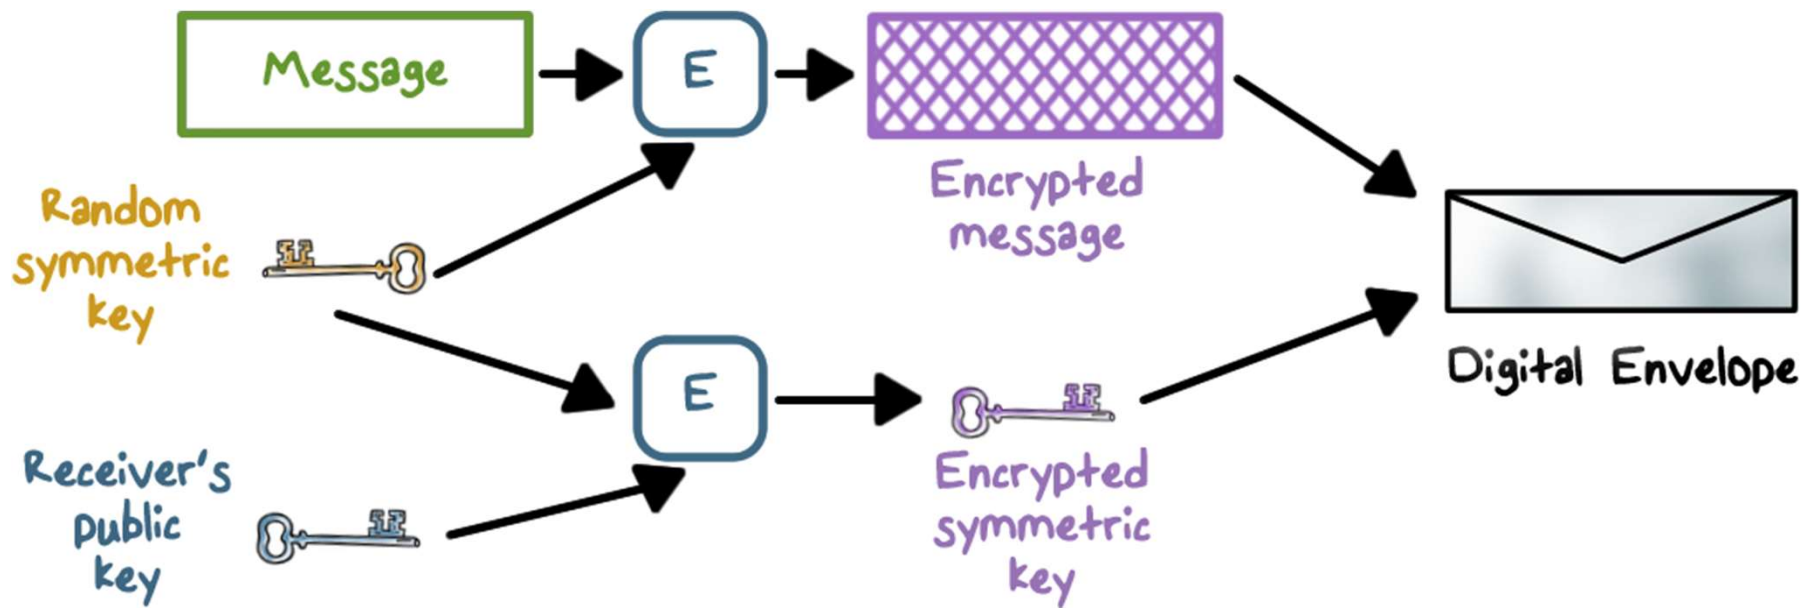 Message
E
Encrypted
message
Random
symmetric
key
E
Receiver's
public
key
Encrypted
symmetric
key
Digital Envelope